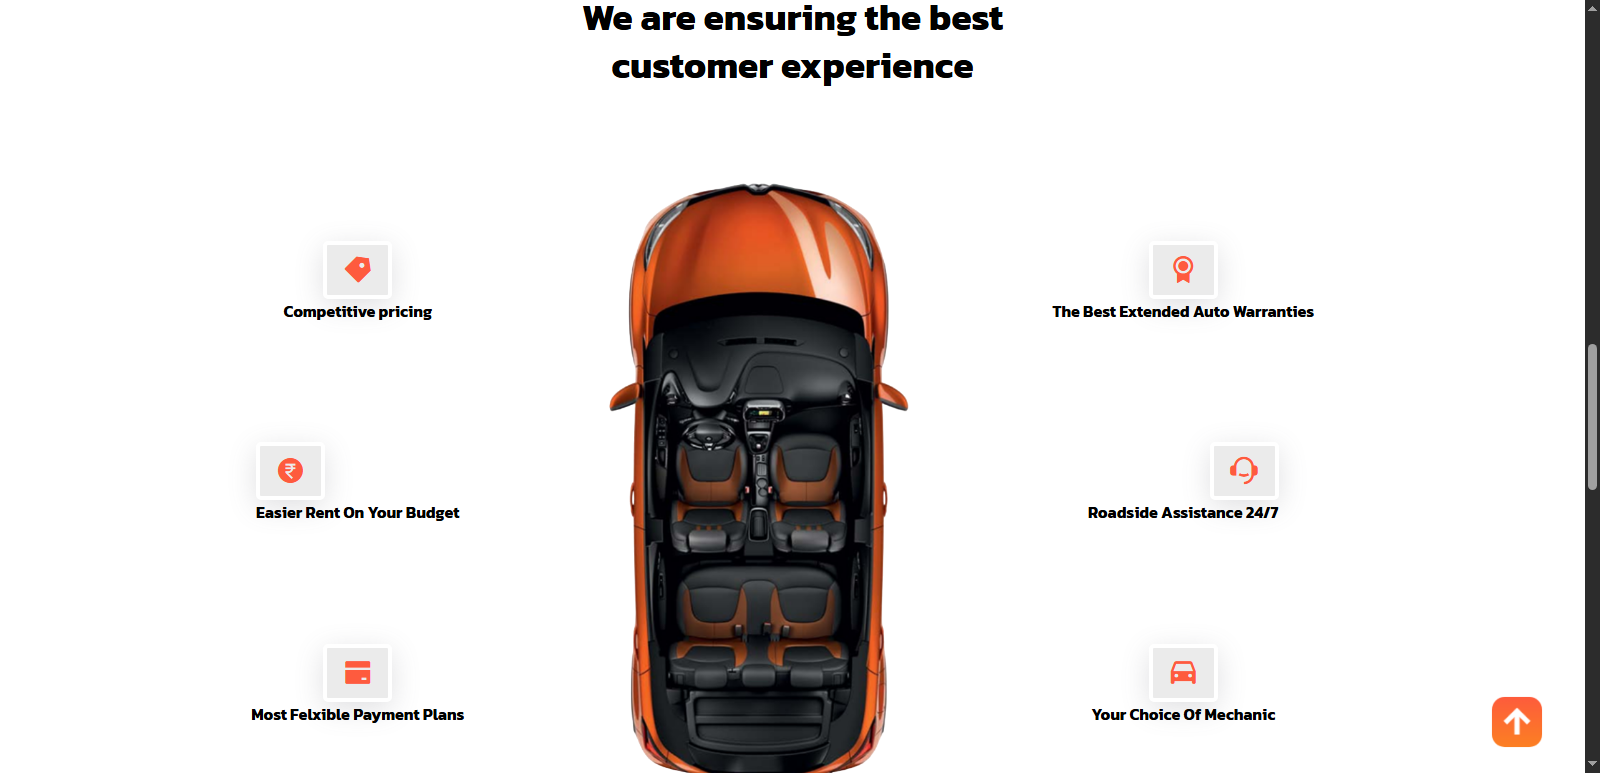 We are ensuring the best
customer experience
Competitive pricing
The Best Extended Auto Warranties
Easier Rent On Your Budget
Roadside Assistance 24/7
Most Felxible Payment Plans
Your Choice Of Mechanic